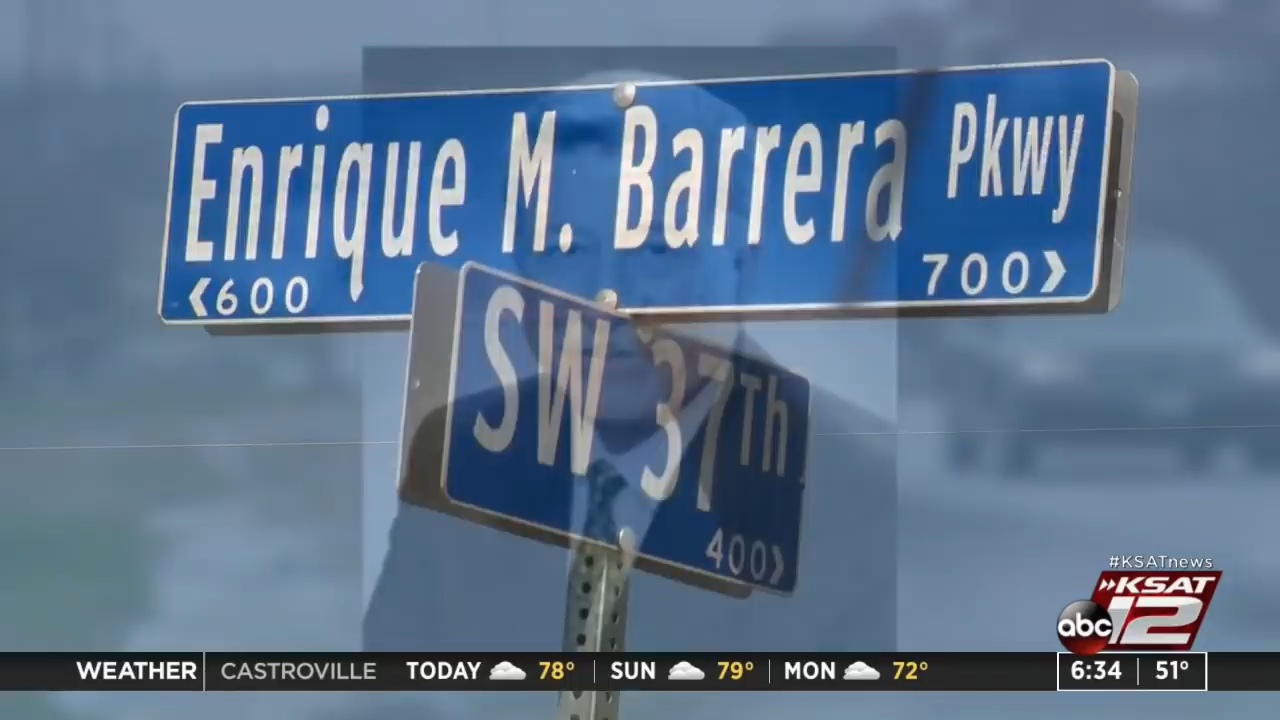 Enrique M. Barrera Pkwy
<600 700>
SW 37Th
400>
#KSATnews
KSAT
abc 12
WEATHER CASTROVILLE TODAY 78° SUN 79° MON 72° 6:34 51°